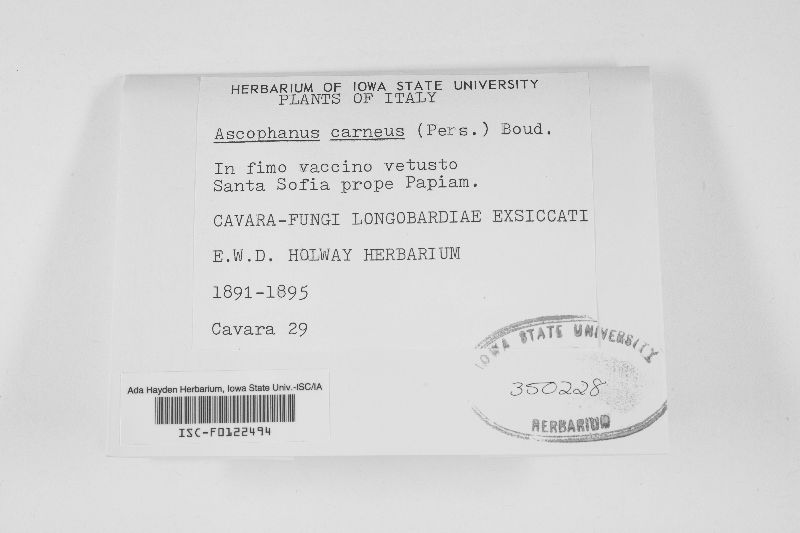 HERBARIUM OF IOWA STATE UNIVERSITY
PLANTS OF ITALY
Ascophanus carneus (Pers.) Boud.
In fimo vaccino vetusto
Santa Sofia prope Papiam.
CAVARA-FUNGI LONGOBARDIAE EXSICCATI
E.W.D. HOLWAY HERBARIUM
1891-1895
Cavara 29
IOWA STATE UNIVERSITY
350228
HERBARIUM
Ada Hayden Herbarium, Iowa State Univ.-ISC/IA
ISC-F0122494